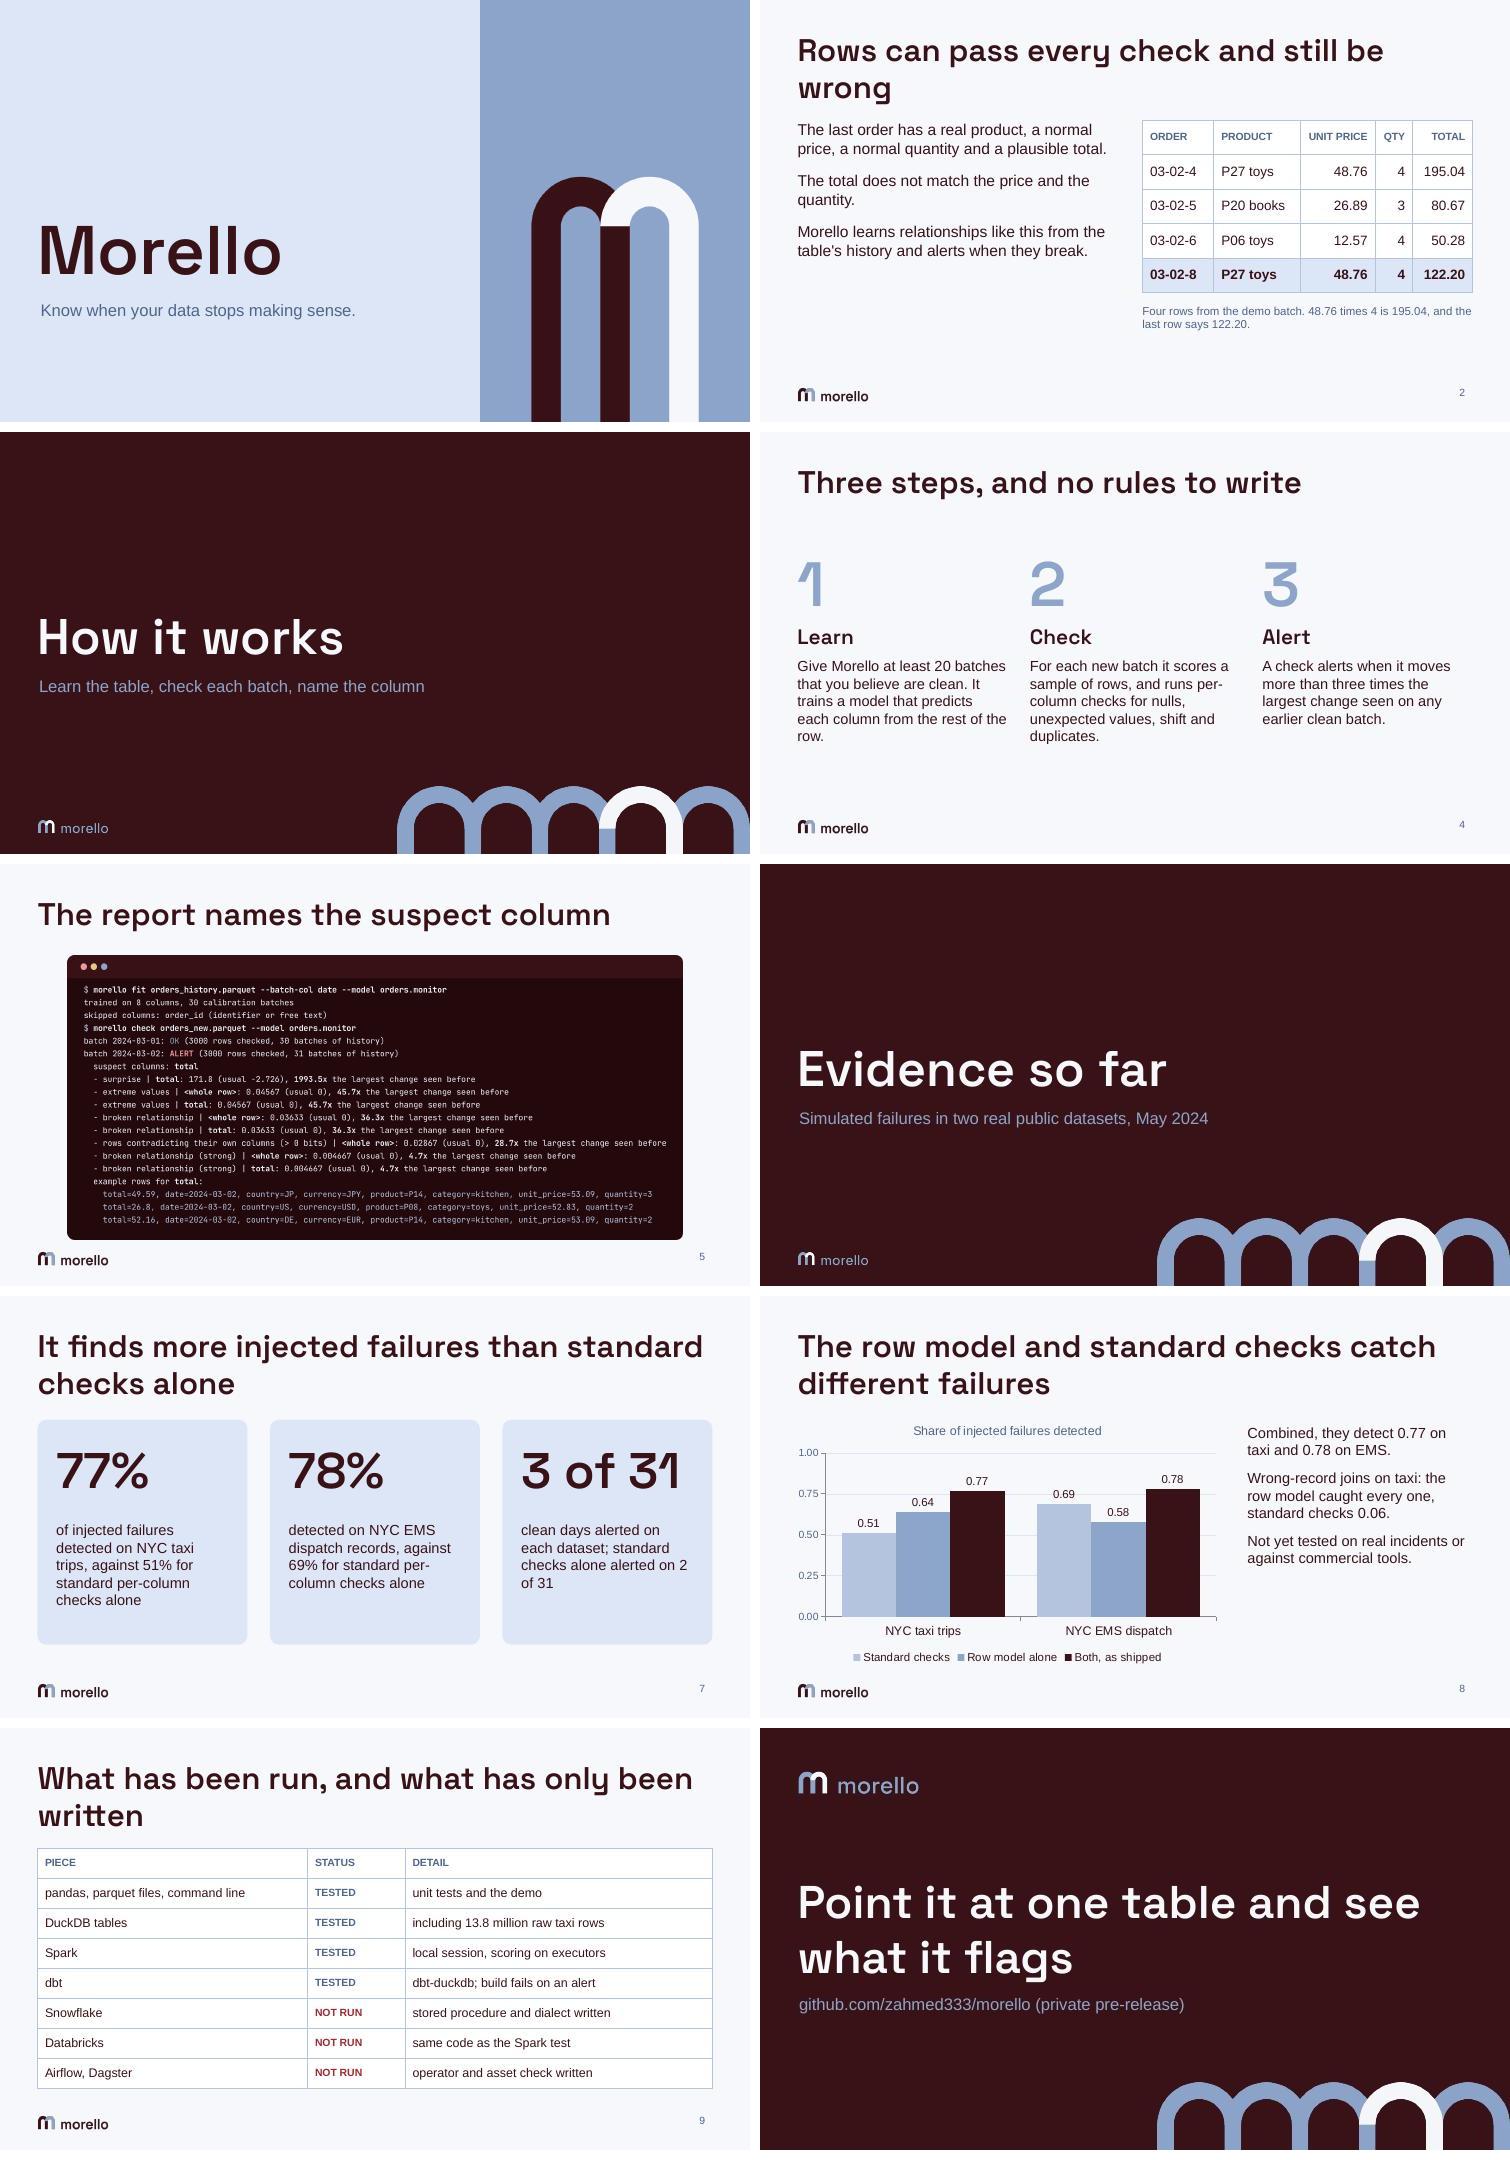 Morello
Know when your data stops making sense.
Rows can pass every check and still be
wrong
The last order has a real product, a normal
price, a normal quantity and a plausible total.
The total does not match the price and the
quantity.
Morello learns relationships like this from the
table's history and alerts when they break.
ORDER PRODUCT UNIT PRICE QTY TOTAL
03-02-4 P27 toys 48.76 4 195.04
03-02-5 P20 books 26.89 3 80.67
03-02-6 P06 toys 12.57 4 50.28
03-02-8 P27 toys 48.76 4 122.20
Four rows from the demo batch. 48.76 times 4 is 195.04, and the
last row says 122.20.
morello
2
How it works
Learn the table, check each batch, name the column
morello
Three steps, and no rules to write
1
Learn
Give Morello at least 20 batches
that you believe are clean. It
trains a model that predicts
each column from the rest of the
row.
2
Check
For each new batch it scores a
sample of rows, and runs per-
column checks for nulls,
unexpected values, shift and
duplicates.
3
Alert
A check alerts when it moves
more than three times the
largest change seen on any
earlier clean batch.
morello
4
The report names the suspect column
$ morello fit orders_history.parquet --batch-col date --model orders.monitor
trained on 8 columns, 30 calibration batches
skipped columns: order_id (identifier or free text)
$ morello check orders_new.parquet --model orders.monitor
batch 2024-03-01: OK (3000 rows checked, 30 batches of history)
batch 2024-03-02: ALERT (3000 rows checked, 31 batches of history)
suspect columns: total
- surprise | total: 171.8 (usual -2.726), 1993.5x the largest change seen before
- extreme values | <whole row>: 0.04567 (usual 0), 45.7x the largest change seen before
- extreme values | total: 0.04567 (usual 0), 45.7x the largest change seen before
- broken relationship | <whole row>: 0.03633 (usual 0), 36.3x the largest change seen before
- broken relationship | total: 0.03633 (usual 0), 36.3x the largest change seen before
- rows contradicting their own columns (> 0 bits) | <whole row>: 0.02867 (usual 0), 28.7x the largest change seen before
- broken relationship (strong) | <whole row>: 0.004667 (usual 0), 4.7x the largest change seen before
- broken relationship (strong) | total: 0.004667 (usual 0), 4.7x the largest change seen before
example rows for total:
total=49.59, date=2024-03-02, country=JP, currency=JPY, product=P14, category=kitchen, unit_price=53.09, quantity=3
total=26.8, date=2024-03-02, country=US, currency=USD, product=P08, category=toys, unit_price=52.83, quantity=2
total=52.16, date=2024-03-02, country=DE, currency=EUR, product=P14, category=kitchen, unit_price=53.09, quantity=2
morello
5
Evidence so far
Simulated failures in two real public datasets, May 2024
morello
It finds more injected failures than standard
checks alone
77%
of injected failures
detected on NYC taxi
trips, against 51% for
standard per-column
checks alone
78%
detected on NYC EMS
dispatch records, against
69% for standard per-
column checks alone
3 of 31
clean days alerted on
each dataset; standard
checks alone alerted on 2
of 31
morello
7
The row model and standard checks catch
different failures
Share of injected failures detected
1.00
0.75
0.50
0.25
0.00
0.51
0.64
0.77
0.69
0.58
0.78
NYC taxi trips
NYC EMS dispatch
Standard checks Row model alone Both, as shipped
Combined, they detect 0.77 on
taxi and 0.78 on EMS.
Wrong-record joins on taxi: the
row model caught every one,
standard checks 0.06.
Not yet tested on real incidents or
against commercial tools.
morello
8
What has been run, and what has only been
written
PIECE STATUS DETAIL
pandas, parquet files, command line TESTED unit tests and the demo
DuckDB tables TESTED including 13.8 million raw taxi rows
Spark TESTED local session, scoring on executors
dbt TESTED dbt-duckdb; build fails on an alert
Snowflake NOT RUN stored procedure and dialect written
Databricks NOT RUN same code as the Spark test
Airflow, Dagster NOT RUN operator and asset check written
morello
9
morello
Point it at one table and see
what it flags
github.com/zahmed333/morello (private pre-release)